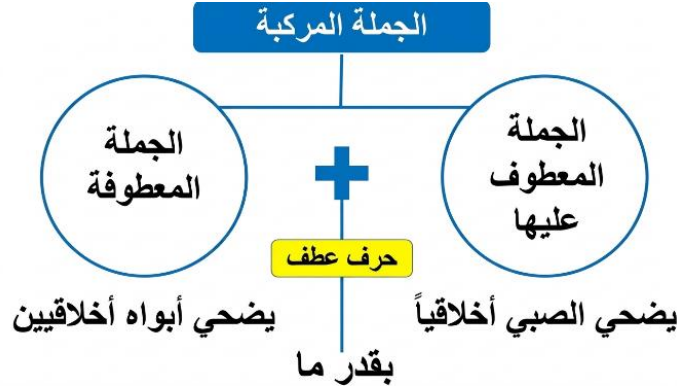 الجملة المركبة
الجملة
المعطوف
عليها
الجملة
المعطوفة
حرف عطف
يضحي الصبي أخلاقياً
بقدر ما
يضحي أبواه أخلاقيين